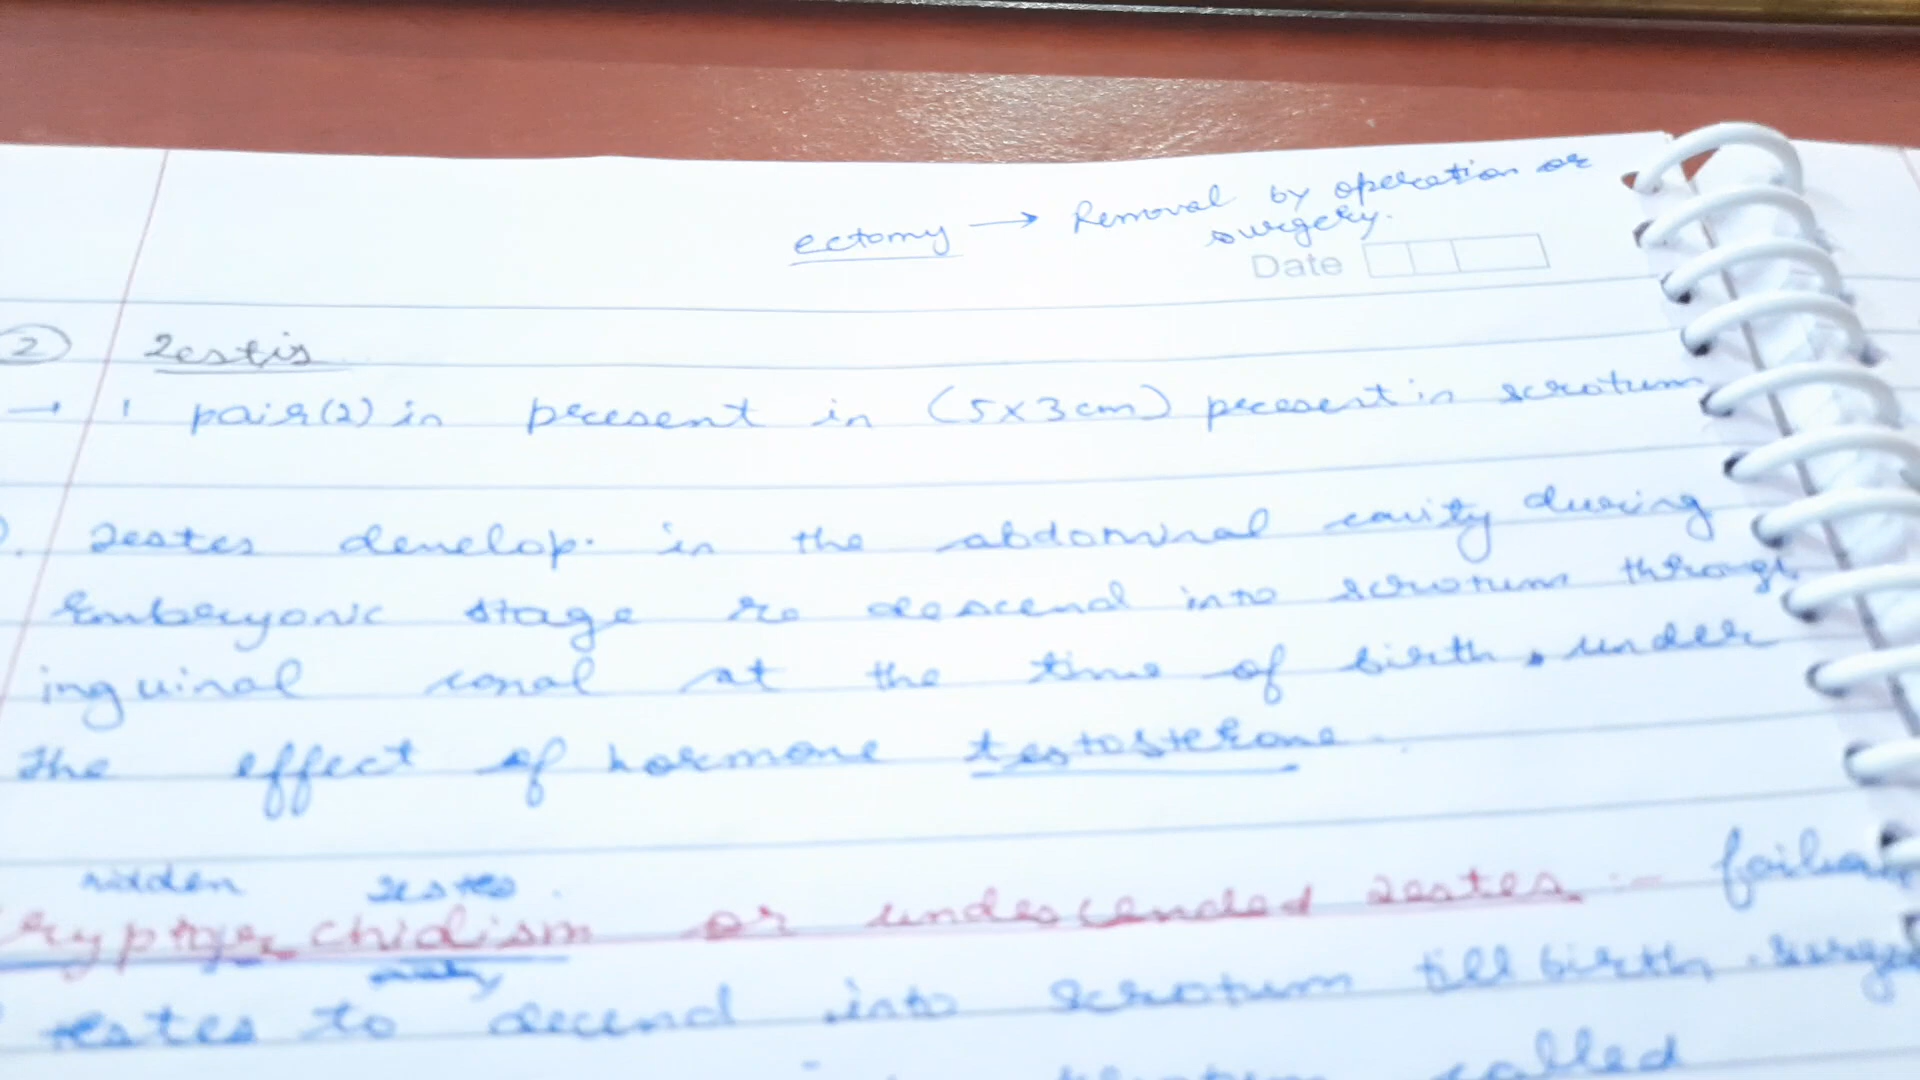 ectomy → Removal by operation or
surgery.
Date
2 Testis
→ 1 pair(2) in present in (5x3cm) present in scrotum
Testes develop. in the abdominal cavity during
Embryonic stage to descend into scrotum through
inguinal canal at the time of birth, under
the effect of hormone testosterone.
hidden testes.
chidism or undescended testes :-
testes to decend into scrotum till birth.
called